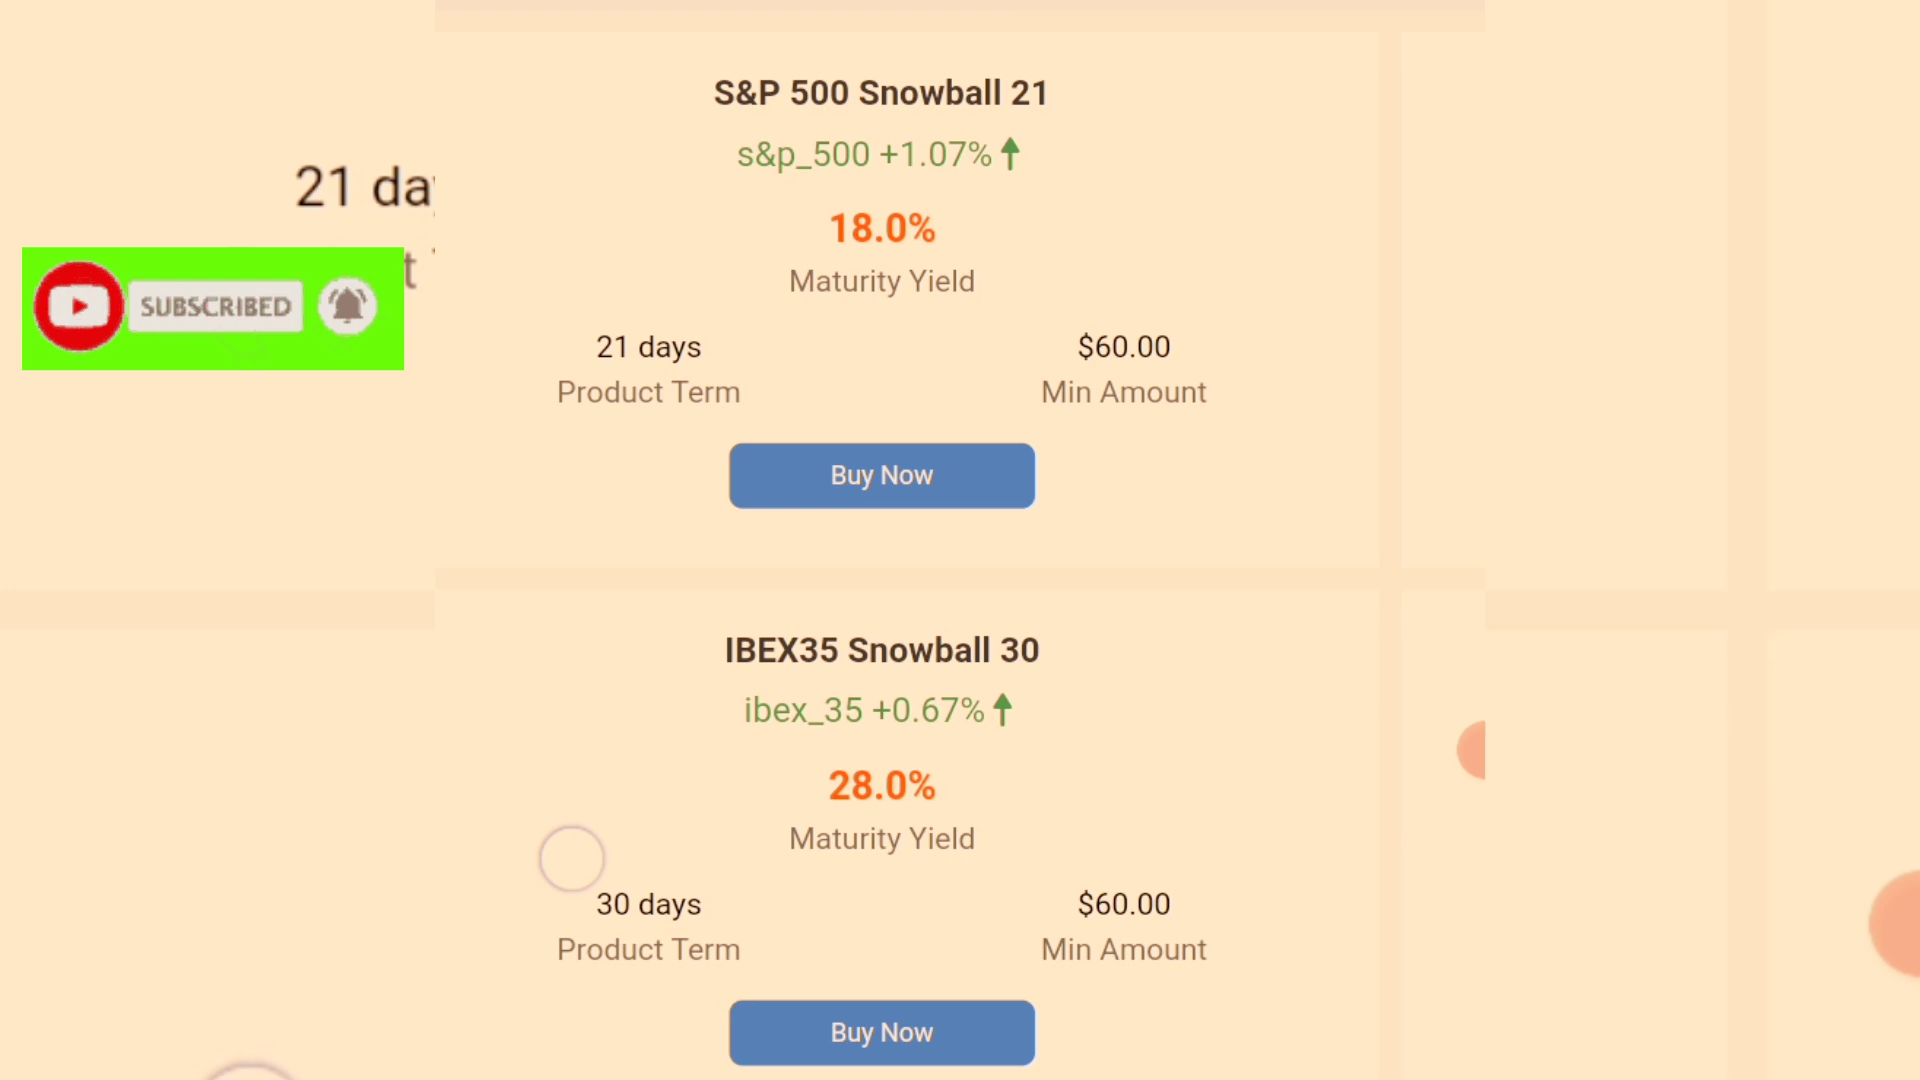 S&P 500 Snowball 21
s&p_500 +1.07%
18.0%
Maturity Yield
21 days
$60.00
Product Term
Min Amount
Buy Now
IBEX35 Snowball 30
ibex_35 +0.67%
28.0%
Maturity Yield
30 days
$60.00
Product Term
Min Amount
Buy Now
21 da
SUBSCRIBED